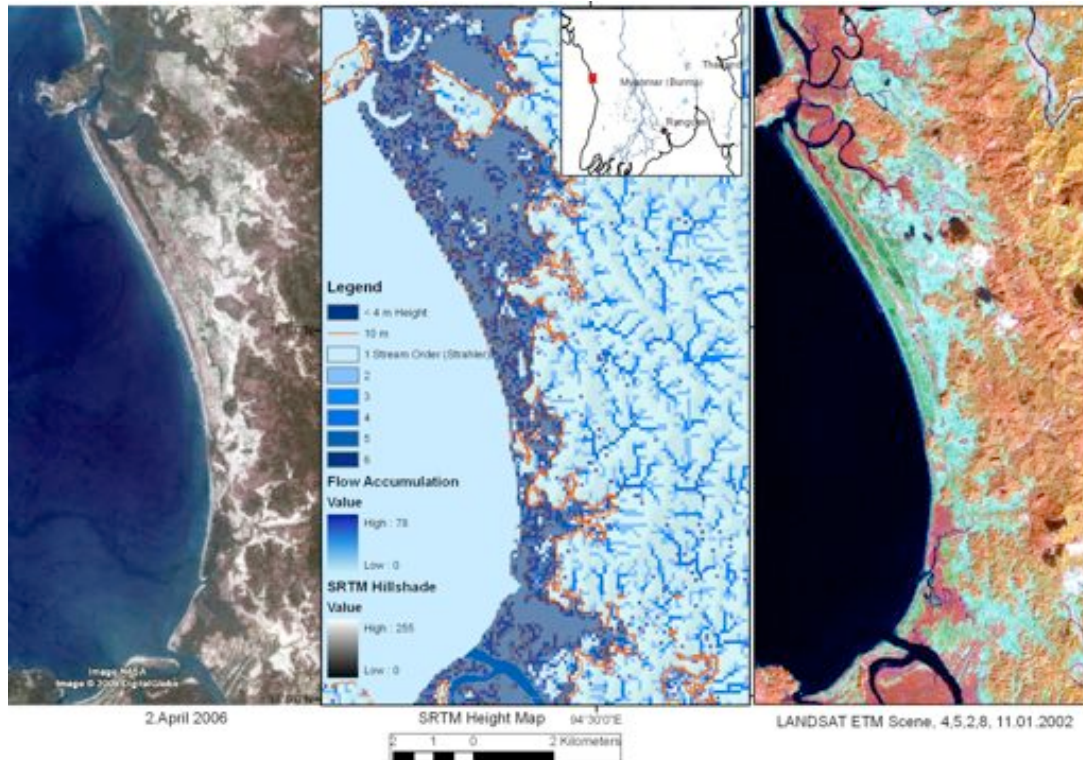 Thailand
Myanmar (Burma)
Rangoon
Legend
< 4 m Height
10 m
1 Stream Order (Strahler)
2
3
4
5
6
Flow Accumulation
Value
High : 78
Low : 0
SRTM Hillshade
Value
High : 255
Low : 0
Image NASA
Image © 2006 DigitalGlobe
2.April 2006
SRTM Height Map
94°30'0"E
LANDSAT ETM Scene, 4,5,2,8, 11.01.2002
2 1 0 2 Kilometers